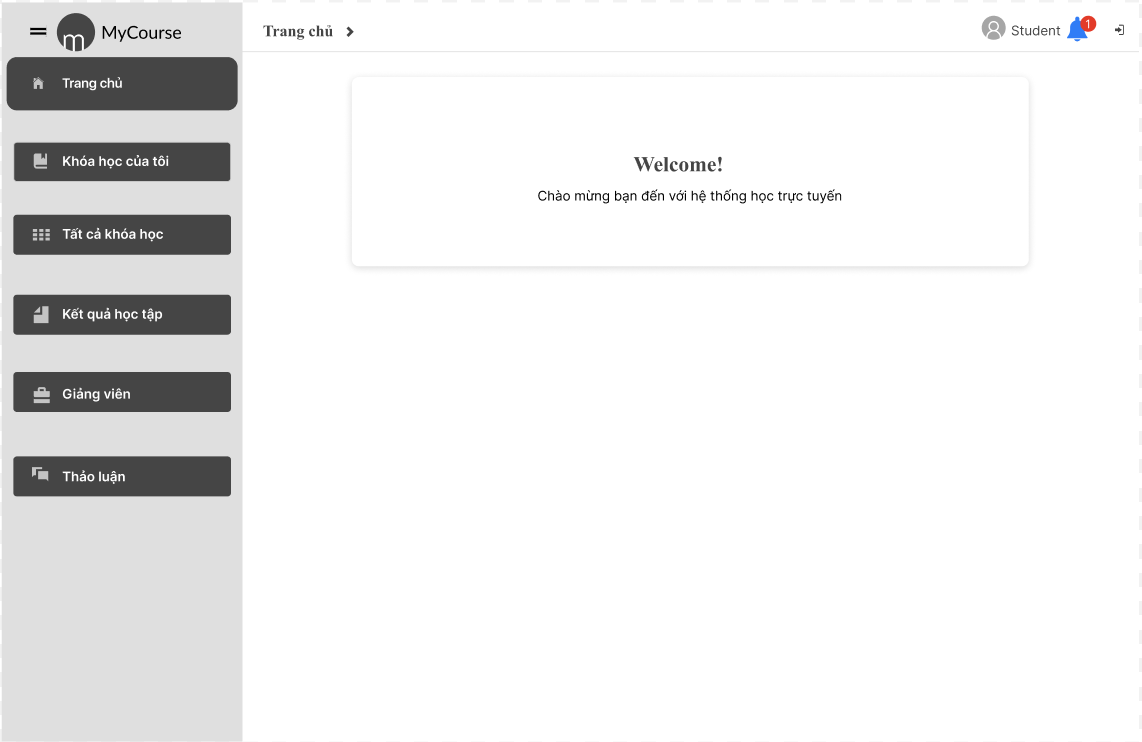 MyCourse
Trang chủ
Student
1
Trang chủ
Khóa học của tôi
Tất cả khóa học
Kết quả học tập
Giảng viên
Thảo luận
Welcome!
Chào mừng bạn đến với hệ thống học trực tuyến